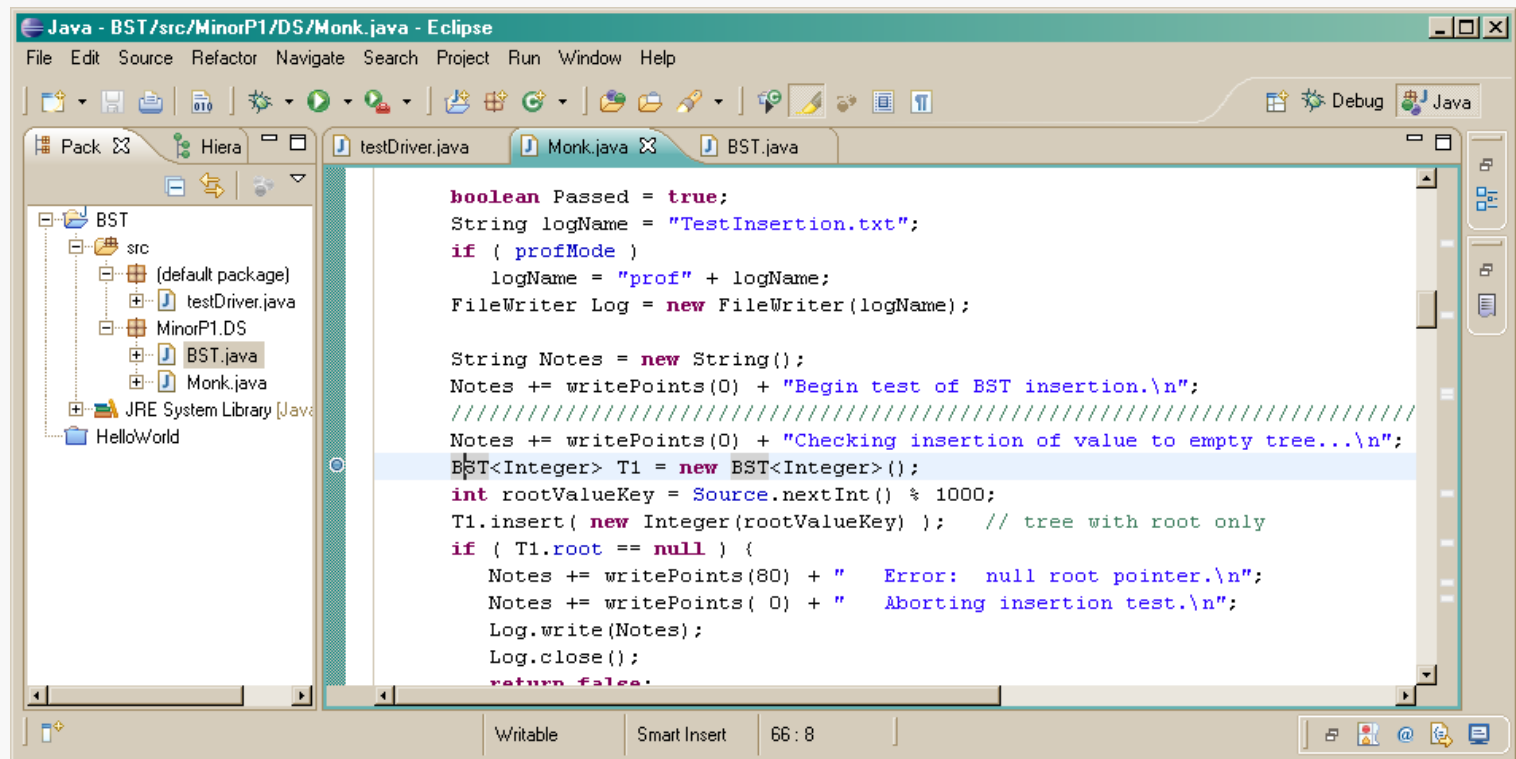 Java - BST/src/MinorP1/DS/Monk.java - Eclipse
File Edit Source Refactor Navigate Search Project Run Window Help
010
Debug Java
Pack Hiera
testDriver.java Monk.java BST.java
BST
src
(default package)
testDriver.java
MinorP1.DS
BST.java
Monk.java
JRE System Library [Java
HelloWorld
boolean Passed = true;
String logName = "TestInsertion.txt";
if ( profMode )
logName = "prof" + logName;
FileWriter Log = new FileWriter(logName);
String Notes = new String();
Notes += writePoints(0) + "Begin test of BST insertion.\n";
////////////////////////////////////////////////////////////////////////////
Notes += writePoints(0) + "Checking insertion of value to empty tree...\n";
BST<Integer> T1 = new BST<Integer>();
int rootValueKey = Source.nextInt() % 1000;
T1.insert( new Integer(rootValueKey) ); // tree with root only
if ( T1.root == null ) {
Notes += writePoints(80) + "   Error:  null root pointer.\n";
Notes += writePoints( 0) + "   Aborting insertion test.\n";
Log.write(Notes);
Log.close();
return false;
Writable Smart Insert 66 : 8